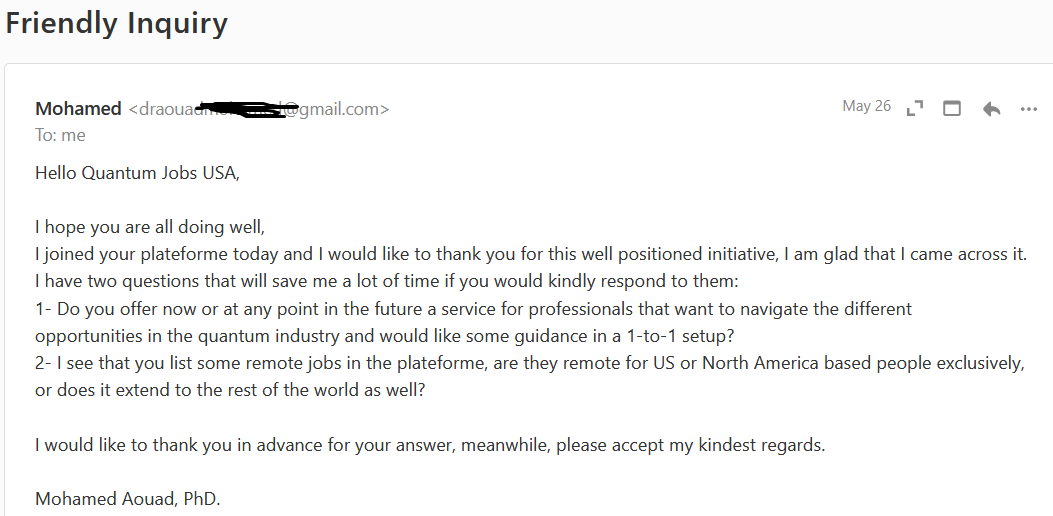 Friendly Inquiry
Mohamed <draouad @gmail.com>
May 26
To: me
Hello Quantum Jobs USA,
I hope you are all doing well,
I joined your plateforme today and I would like to thank you for this well positioned initiative, I am glad that I came across it.
I have two questions that will save me a lot of time if you would kindly respond to them:
1- Do you offer now or at any point in the future a service for professionals that want to navigate the different
opportunities in the quantum industry and would like some guidance in a 1-to-1 setup?
2- I see that you list some remote jobs in the plateforme, are they remote for US or North America based people exclusively,
or does it extend to the rest of the world as well?
I would like to thank you in advance for your answer, meanwhile, please accept my kindest regards.
Mohamed Aouad, PhD.